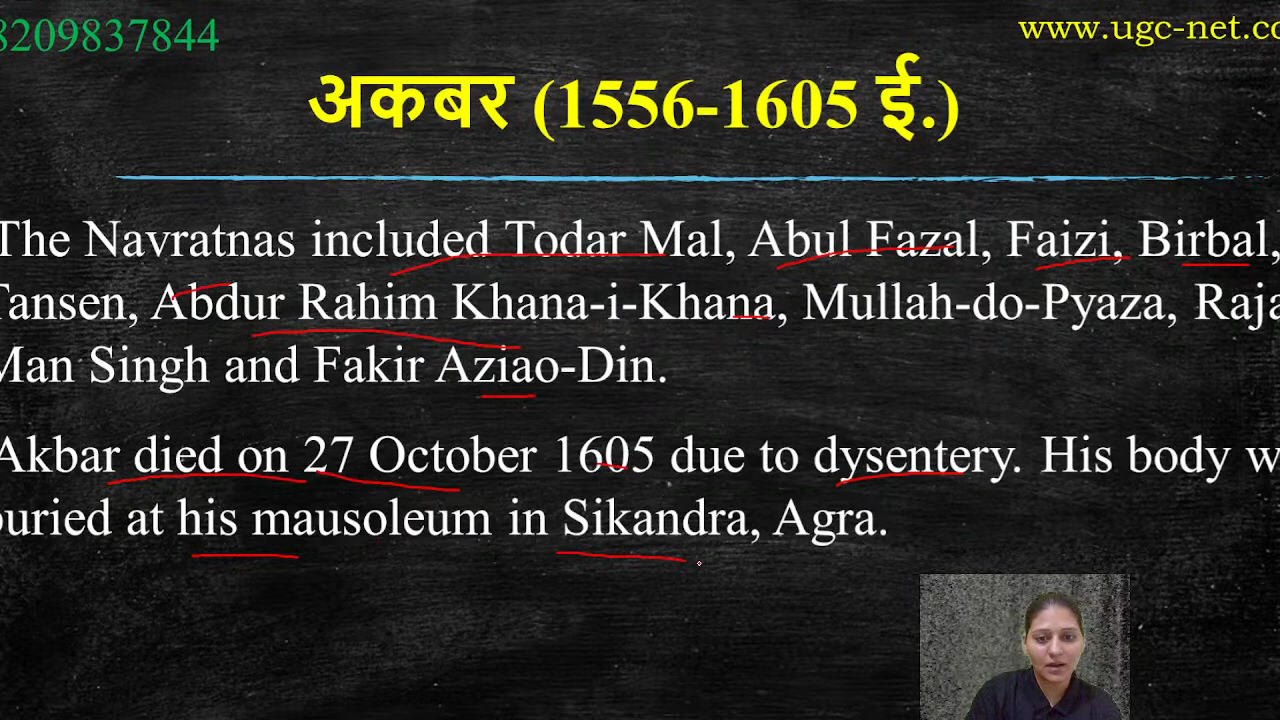 8209837844
www.ugc-net.co
अकबर (1556-1605 ई.)
The Navratnas included Todar Mal, Abul Fazal, Faizi, Birbal,
Tansen, Abdur Rahim Khana-i-Khana, Mullah-do-Pyaza, Raja
Man Singh and Fakir Aziao-Din.
Akbar died on 27 October 1605 due to dysentery. His body w
buried at his mausoleum in Sikandra, Agra.